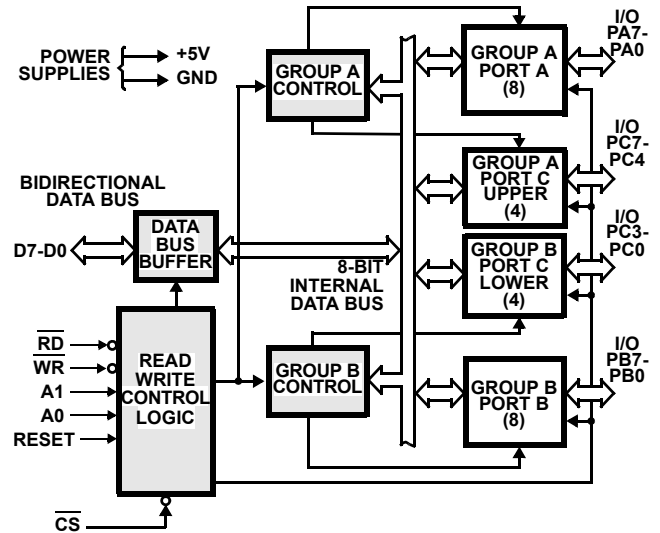 POWER
SUPPLIES
+5V
GND
GROUP A
CONTROL
GROUP A
PORT A
(8)
I/O
PA7-
PA0
GROUP A
PORT C
UPPER
(4)
I/O
PC7-
PC4
BIDIRECTIONAL
DATA BUS
D7-D0
DATA
BUS
BUFFER
8-BIT
INTERNAL
DATA BUS
GROUP B
PORT C
LOWER
(4)
I/O
PC3-
PC0
RD
WR
A1
A0
RESET
READ
WRITE
CONTROL
LOGIC
GROUP B
CONTROL
GROUP B
PORT B
(8)
I/O
PB7-
PB0
CS